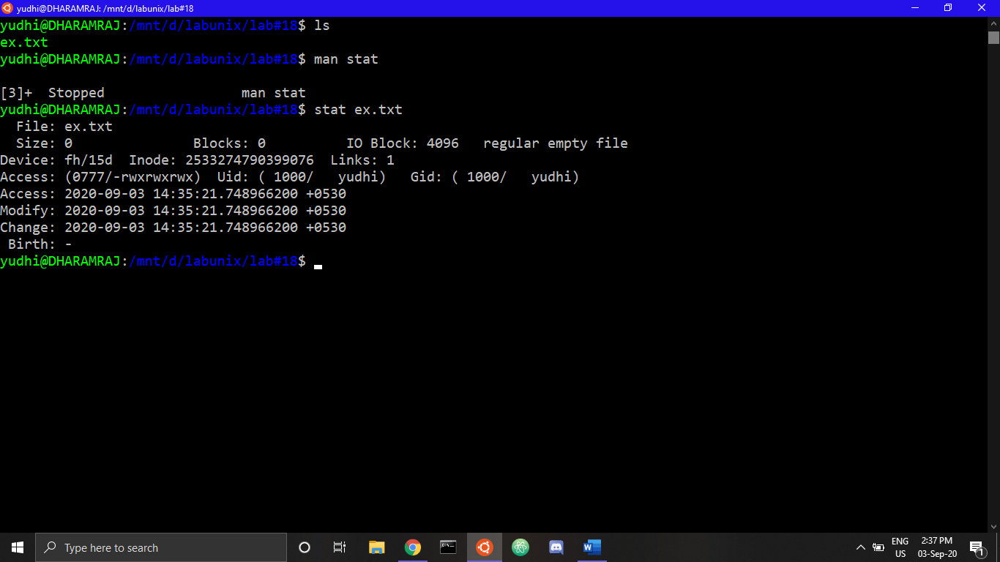 yudhi@DHARAMRAJ: /mnt/d/labunix/lab#18
yudhi@DHARAMRAJ:/mnt/d/labunix/lab#18$ ls
ex.txt
yudhi@DHARAMRAJ:/mnt/d/labunix/lab#18$ man stat
[3]+  Stopped                 man stat
yudhi@DHARAMRAJ:/mnt/d/labunix/lab#18$ stat ex.txt
  File: ex.txt
  Size: 0               Blocks: 0          IO Block: 4096   regular empty file
Device: fh/15d  Inode: 2533274790399076  Links: 1
Access: (0777/-rwxrwxrwx)  Uid: ( 1000/   yudhi)   Gid: ( 1000/   yudhi)
Access: 2020-09-03 14:35:21.748966200 +0530
Modify: 2020-09-03 14:35:21.748966200 +0530
Change: 2020-09-03 14:35:21.748966200 +0530
 Birth: -
yudhi@DHARAMRAJ:/mnt/d/labunix/lab#18$
Type here to search
ENG
US
2:37 PM
03-Sep-20
1